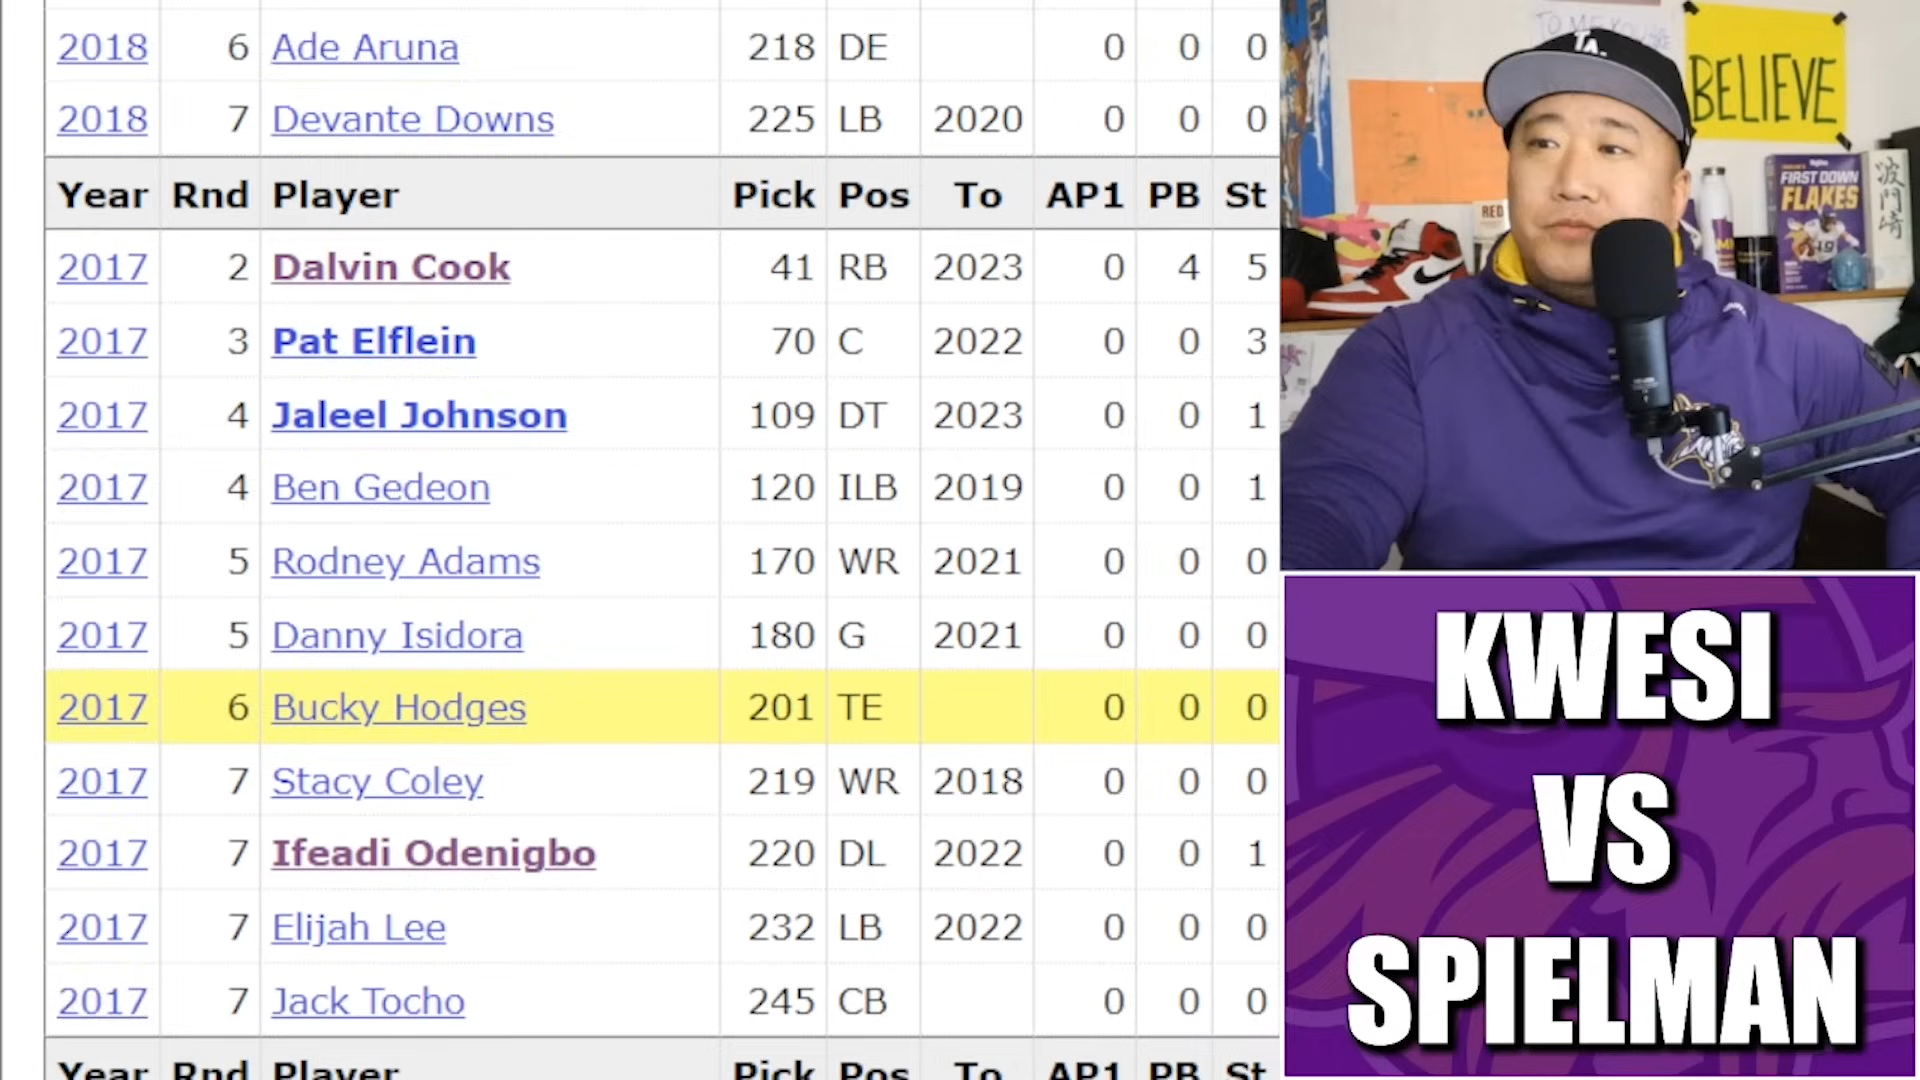 2018 6 Ade Aruna 218 DE 0 0 0
2018 7 Devante Downs 225 LB 2020 0 0 0
Year Rnd Player Pick Pos To AP1 PB St
2017 2 Dalvin Cook 41 RB 2023 0 4 5
2017 3 Pat Elflein 70 C 2022 0 0 3
2017 4 Jaleel Johnson 109 DT 2023 0 0 1
2017 4 Ben Gedeon 120 ILB 2019 0 0 1
2017 5 Rodney Adams 170 WR 2021 0 0 0
2017 5 Danny Isidora 180 G 2021 0 0 0
2017 6 Bucky Hodges 201 TE 0 0 0
2017 7 Stacy Coley 219 WR 2018 0 0 0
2017 7 Ifeadi Odenigbo 220 DL 2022 0 0 1
2017 7 Elijah Lee 232 LB 2022 0 0 0
2017 7 Jack Tocho 245 CB 0 0 0
Year Rnd Player Pick Pos To AP1 PB St
TA.
BELIEVE
RED
FIRST DOWN
FLAKES
波
門
崎
KWESI
VS
SPIELMAN